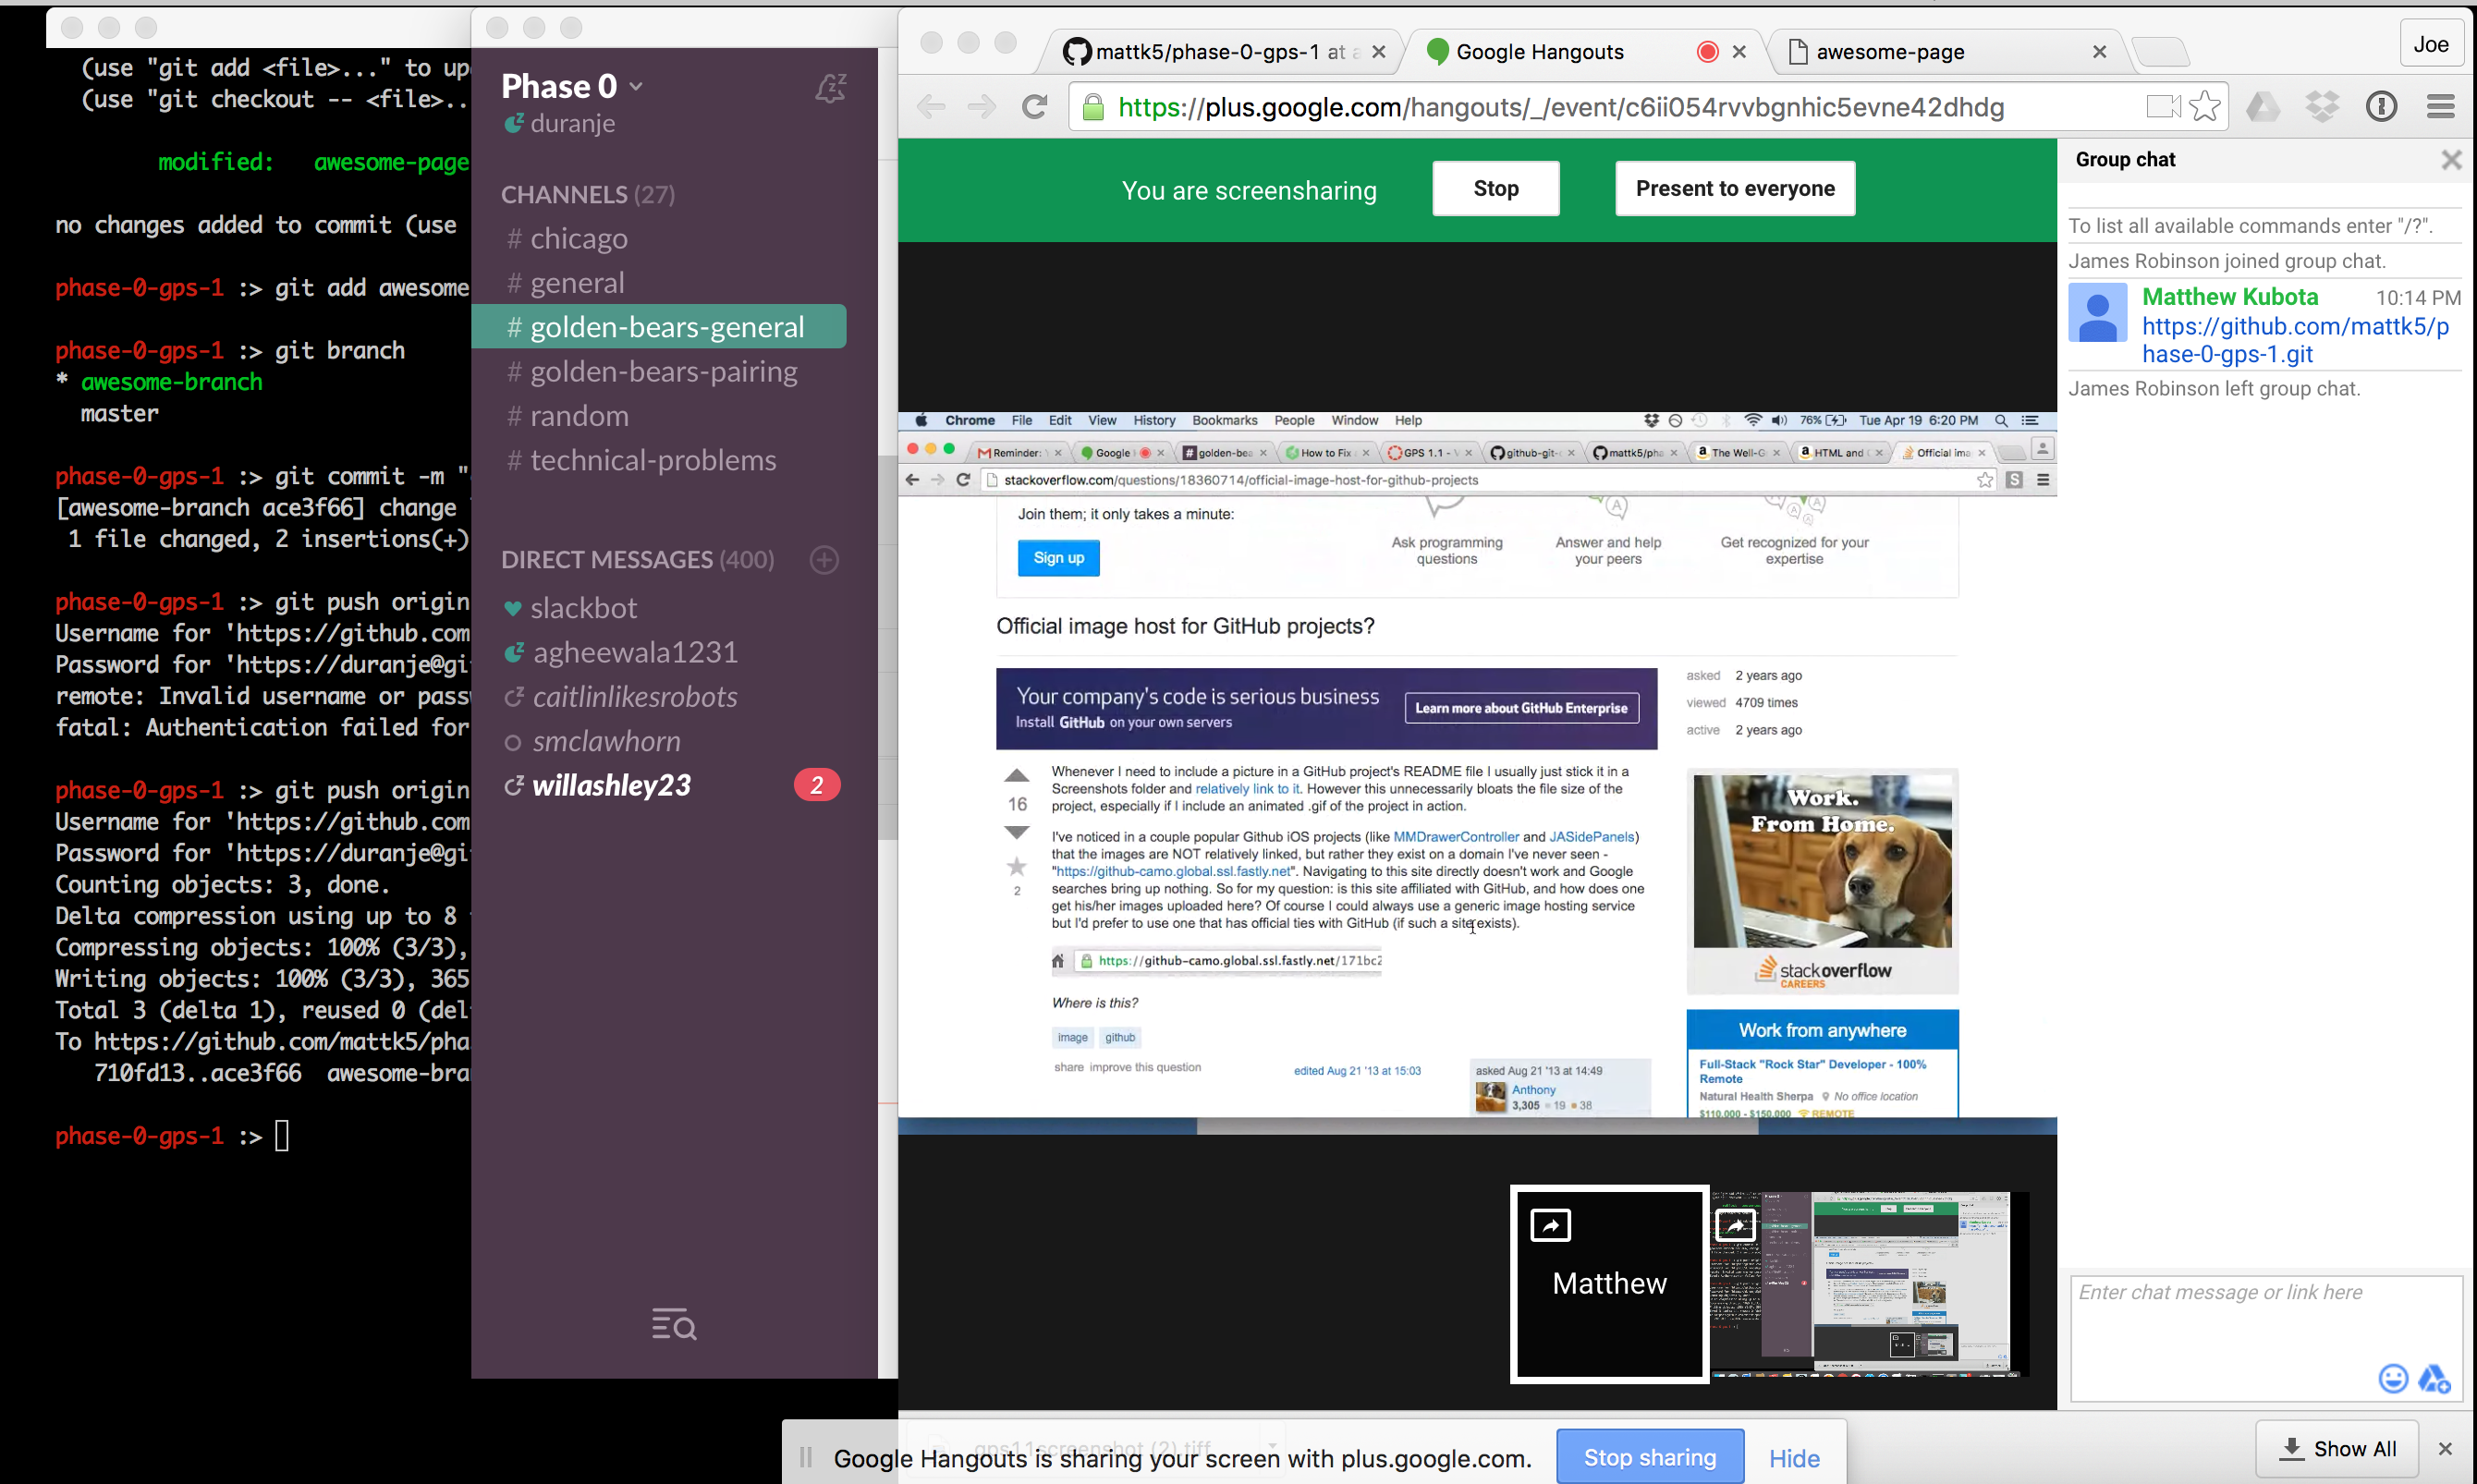 (use "git add <file>..." to up
(use "git checkout -- <file>..
modified:   awesome-page
no changes added to commit (use
phase-0-gps-1 :> git add awesome
phase-0-gps-1 :> git branch
* awesome-branch
master
phase-0-gps-1 :> git commit -m "
[awesome-branch ace3f66] change
1 file changed, 2 insertions(+)
phase-0-gps-1 :> git push origin
Username for 'https://github.com
Password for 'https://duranje@gi
remote: Invalid username or pass
fatal: Authentication failed for
phase-0-gps-1 :> git push origin
Username for 'https://github.com
Password for 'https://duranje@gi
Counting objects: 3, done.
Delta compression using up to 8
Compressing objects: 100% (3/3),
Writing objects: 100% (3/3), 365
Total 3 (delta 1), reused 0 (del
To https://github.com/mattk5/pha
710fd13..ace3f66  awesome-bra
phase-0-gps-1 :>
Phase 0
duranje
CHANNELS (27)
# chicago
# general
# golden-bears-general
# golden-bears-pairing
# random
# technical-problems
DIRECT MESSAGES (400)
slackbot
agheewala1231
caitlinlikesrobots
smclawhorn
willashley23 2
mattk5/phase-0-gps-1 at a
Google Hangouts
awesome-page
Joe
https://plus.google.com/hangouts/_/event/c6ii054rvvbgnhic5evne42dhdg
You are screensharing
Stop
Present to everyone
Chrome File Edit View History Bookmarks People Window Help
76% Tue Apr 19 6:20 PM
Reminder: Google golden-bea How to Fix GPS 1.1 - github-git- mattk5/pha The Well-G HTML and Official ima
stackoverflow.com/questions/18360714/official-image-host-for-github-projects
Join them; it only takes a minute:
Sign up
Ask programming
questions
Answer and help
your peers
Get recognized for your
expertise
Official image host for GitHub projects?
Your company's code is serious business
Install GitHub on your own servers
Learn more about GitHub Enterprise
asked 2 years ago
viewed 4709 times
active 2 years ago
16
2
Whenever I need to include a picture in a GitHub project's README file I usually just stick it in a
Screenshots folder and relatively link to it. However this unnecessarily bloats the file size of the
project, especially if I include an animated .gif of the project in action.
I've noticed in a couple popular Github iOS projects (like MMDrawerController and JASidePanels)
that the images are NOT relatively linked, but rather they exist on a domain I've never seen -
"https://github-camo.global.ssl.fastly.net". Navigating to this site directly doesn't work and Google
searches bring up nothing. So for my question: is this site affiliated with GitHub, and how does one
get his/her images uploaded here? Of course I could always use a generic image hosting service
but I'd prefer to use one that has official ties with GitHub (if such a site exists).
https://github-camo.global.ssl.fastly.net/171bc2
Where is this?
image github
share improve this question
edited Aug 21 '13 at 15:03
asked Aug 21 '13 at 14:49
Anthony
3,305 19 38
Work.
From Home.
stackoverflow
CAREERS
Work from anywhere
Full-Stack "Rock Star" Developer - 100%
Remote
Natural Health Sherpa No office location
$110,000 - $150,000 REMOTE
Matthew
Group chat
To list all available commands enter "/?".
James Robinson joined group chat.
Matthew Kubota 10:14 PM
https://github.com/mattk5/p
hase-0-gps-1.git
James Robinson left group chat.
Enter chat message or link here
gps11screenshot (2).tiff
Google Hangouts is sharing your screen with plus.google.com.
Stop sharing
Hide
Show All